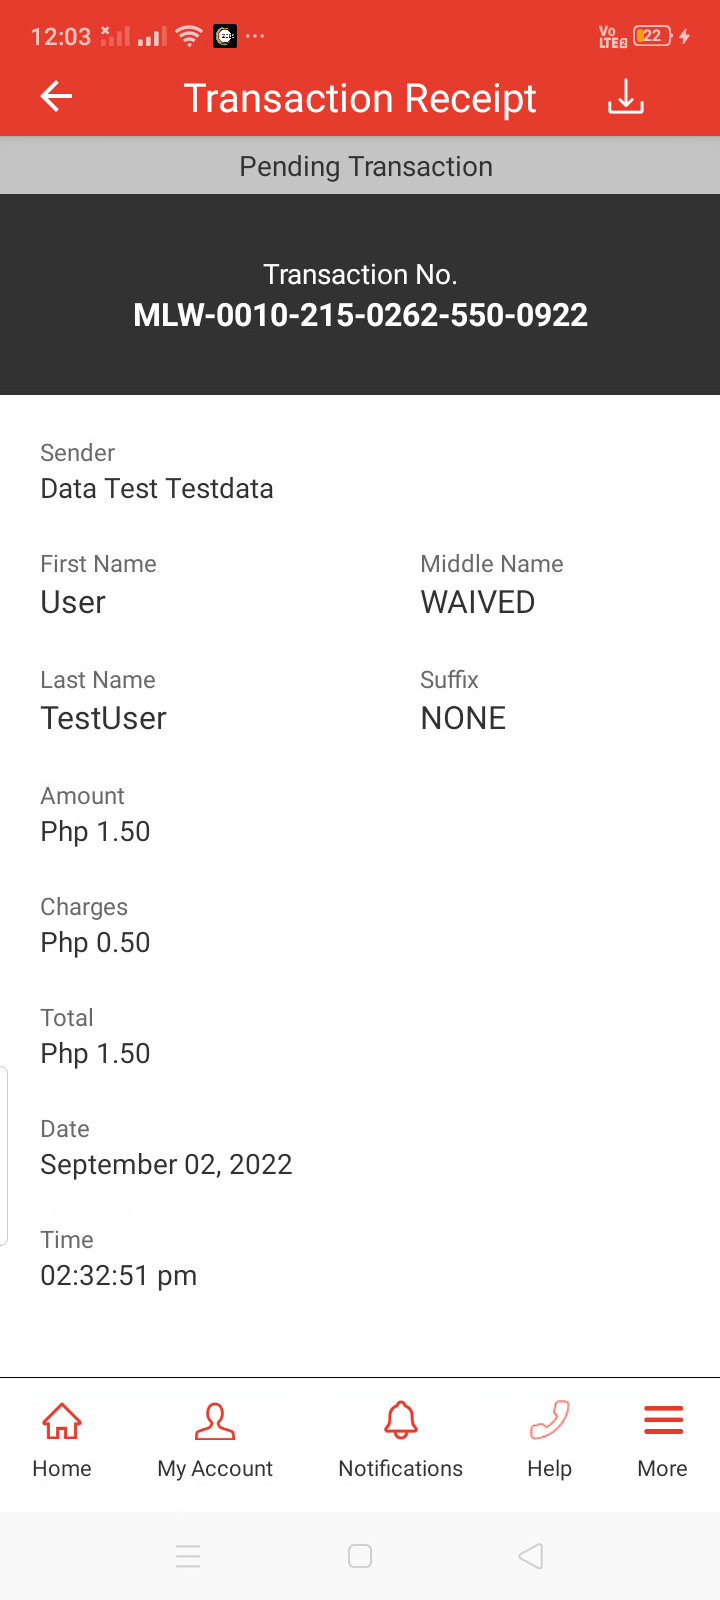 12:03
Vo
LTE2
22
Transaction Receipt
Pending Transaction
Transaction No.
MLW-0010-215-0262-550-0922
Sender
Data Test Testdata
First Name
Middle Name
User
WAIVED
Last Name
Suffix
TestUser
NONE
Amount
Php 1.50
Charges
Php 0.50
Total
Php 1.50
Date
September 02, 2022
Time
02:32:51 pm
Home
My Account
Notifications
Help
More